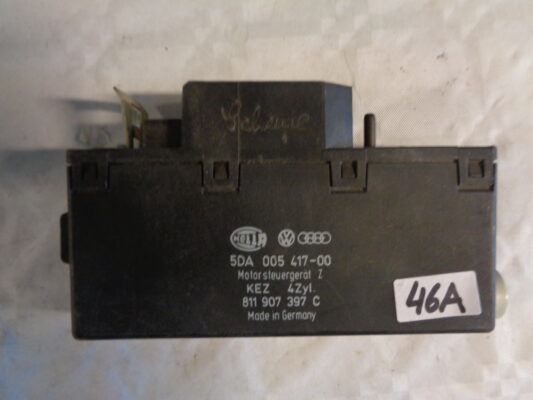 HELLA
5DA 005 417-00
Motorsteuergerät Z
KEZ 4Zyl.
811 907 397 C
Made in Germany
46A